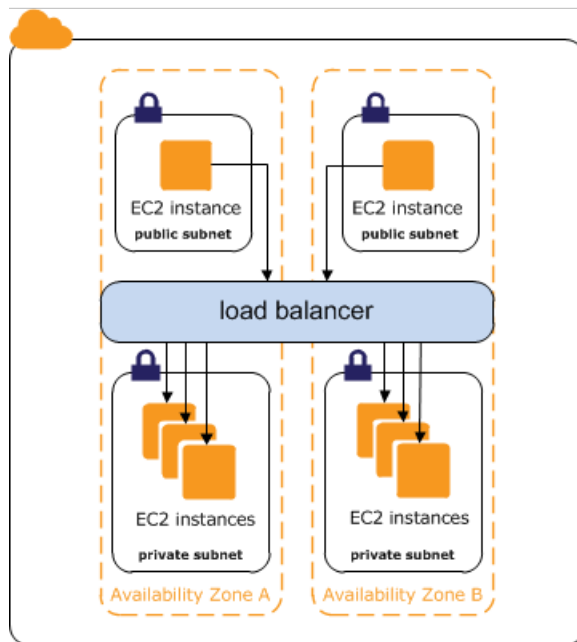 EC2 instance
public subnet
EC2 instance
public subnet
load balancer
EC2 instances
private subnet
EC2 instances
private subnet
Availability Zone A
Availability Zone B